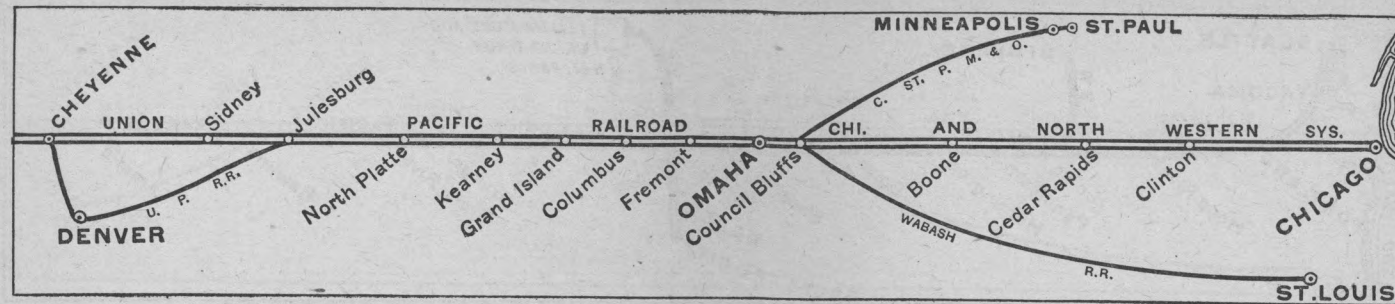 MINNEAPOLIS ST. PAUL
C. ST. P. M. & O.
CHEYENNE
Sidney
Julesburg
UNION PACIFIC RAILROAD
CHI. AND NORTH WESTERN SYS.
North Platte
Kearney
Grand Island
Columbus
Fremont
OMAHA
Council Bluffs
Boone
Cedar Rapids
Clinton
CHICAGO
U. P. R.R.
DENVER
WABASH R.R.
ST. LOUIS